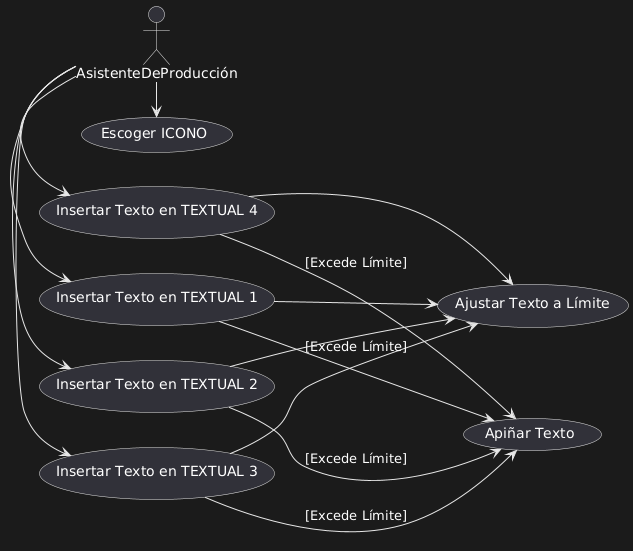 AsistenteDeProducción
Escoger ICONO
Insertar Texto en TEXTUAL 4
[Excede Límite]
Insertar Texto en TEXTUAL 1
Ajustar Texto a Límite
[Excede Límite]
Insertar Texto en TEXTUAL 2
Apiñar Texto
[Excede Límite]
Insertar Texto en TEXTUAL 3
[Excede Límite]